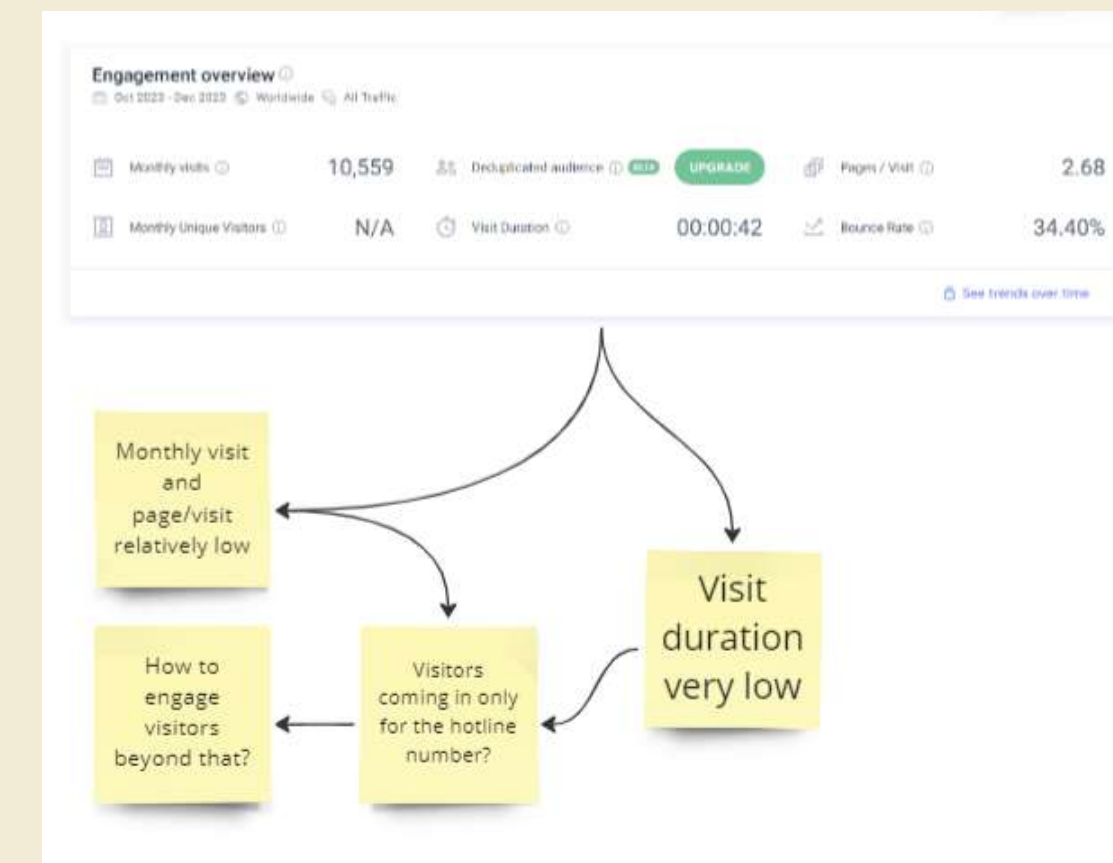 Engagement overview
Oct 2023 - Dec 2023 Worldwide All Traffic
Monthly visits 10,559 Deduplicated audience BETA UPGRADE Pages / Visit 2.68
Monthly Unique Visitors N/A Visit Duration 00:00:42 Bounce Rate 34.40%
See trends over time
Monthly visit
and
page/visit
relatively low
Visit
duration
very low
How to
engage
visitors
beyond that?
Visitors
coming in only
for the hotline
number?